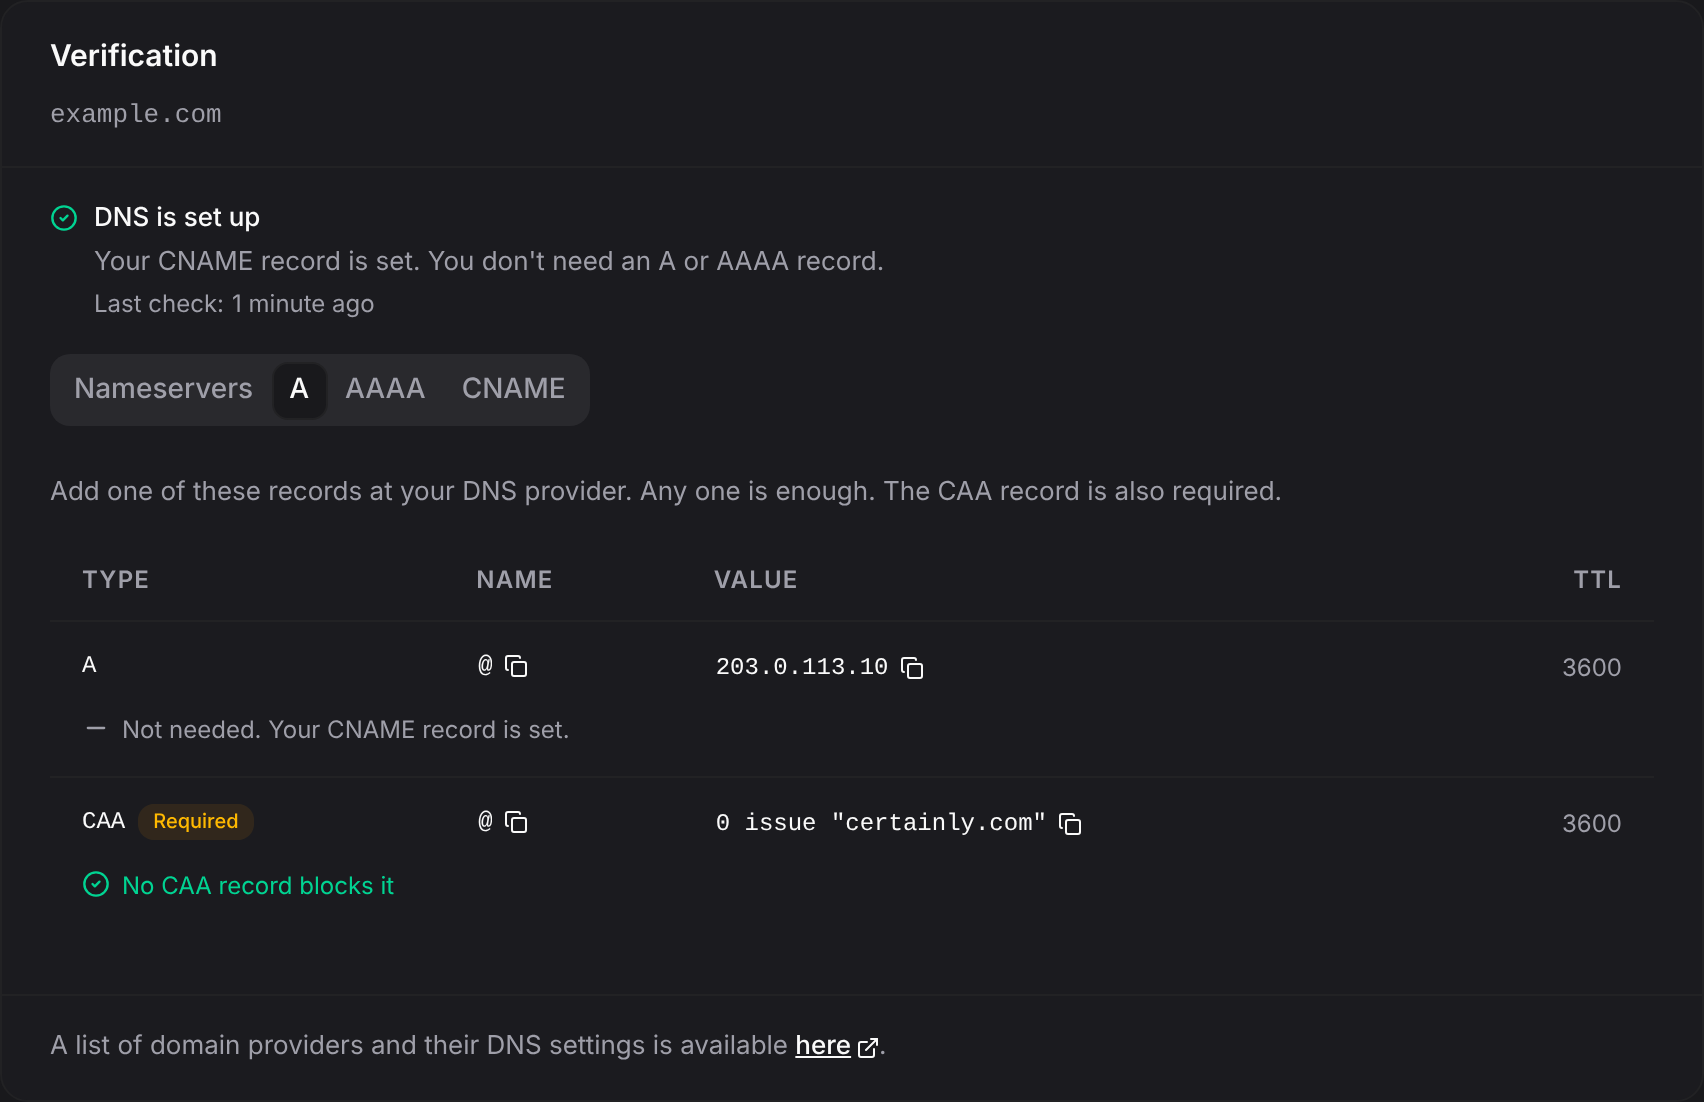 Verification
example.com
DNS is set up
Your CNAME record is set. You don't need an A or AAAA record.
Last check: 1 minute ago
Nameservers A AAAA CNAME
Add one of these records at your DNS provider. Any one is enough. The CAA record is also required.
TYPE NAME VALUE TTL
A @ 203.0.113.10 3600
Not needed. Your CNAME record is set.
CAA Required @ 0 issue "certainly.com" 3600
No CAA record blocks it
A list of domain providers and their DNS settings is available here.